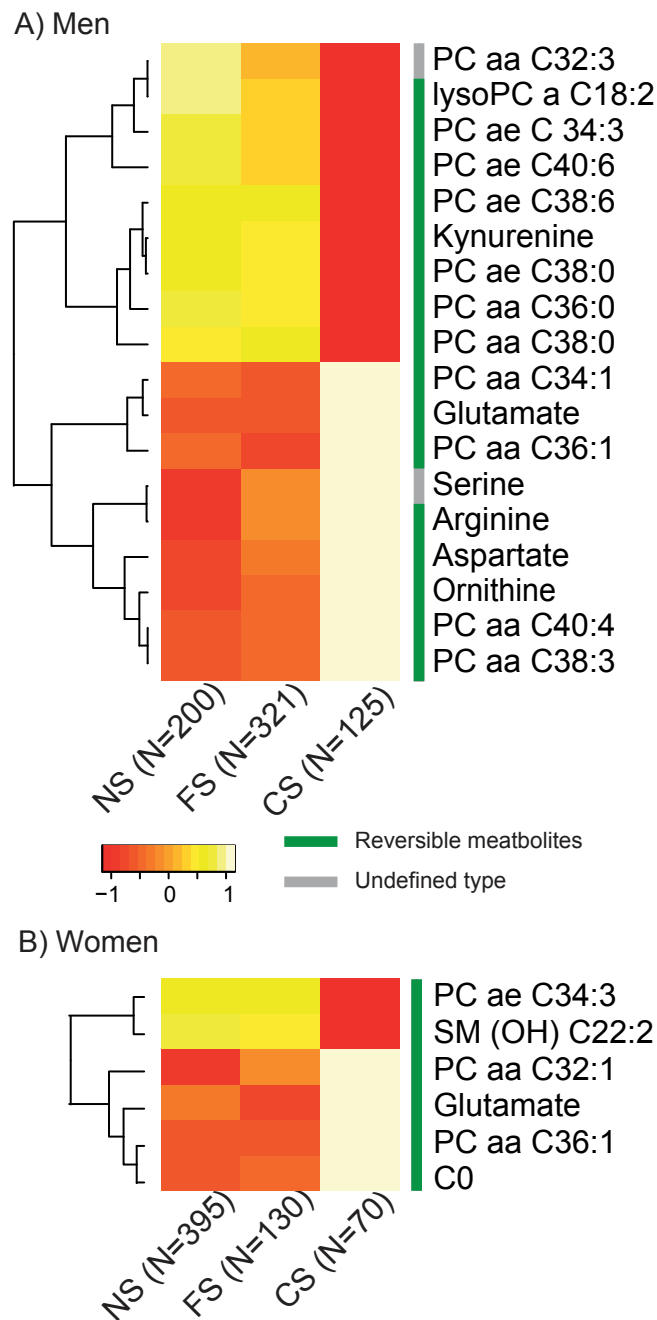 A) Men
PC aa C32:3
lysoPC a C18:2
PC ae C 34:3
PC ae C40:6
PC ae C38:6
Kynurenine
PC ae C38:0
PC aa C36:0
PC aa C38:0
PC aa C34:1
Glutamate
PC aa C36:1
Serine
Arginine
Aspartate
Ornithine
PC aa C40:4
PC aa C38:3
NS (N=200)
FS (N=321)
CS (N=125)
−1 0 1
Reversible meatbolites
Undefined type
B) Women
PC ae C34:3
SM (OH) C22:2
PC aa C32:1
Glutamate
PC aa C36:1
C0
NS (N=395)
FS (N=130)
CS (N=70)